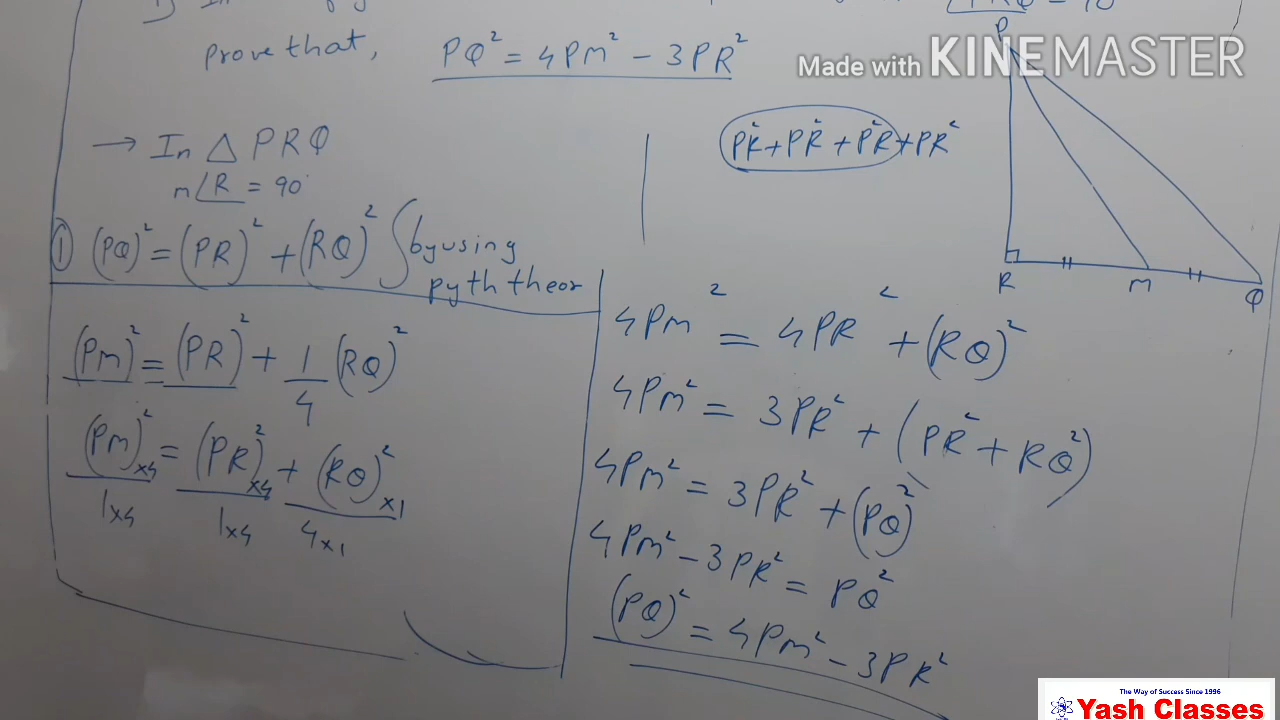 prove that, PQ² = 4PM² - 3PR²
Made with KINEMASTER
P
→ In △ PRQ
m∠R = 90°
PR² + PR² + PR² + PR²
① (PQ)² = (PR)² + (RQ)² } by using
pyth theor
R M Q
(PM)² = (PR)² + 1/4 (RQ)²
(PM)²×4 / 1×4 = (PR)²×4 / 1×4 + (RQ)²×1 / 4×1
4PM² = 4PR² + (RQ)²
4PM² = 3PR² + (PR² + RQ²)
4PM² = 3PR² + (PQ)²
4PM² - 3PR² = PQ²
(PQ)² = 4PM² - 3PR²
The Way of Success Since 1996
Yash Classes